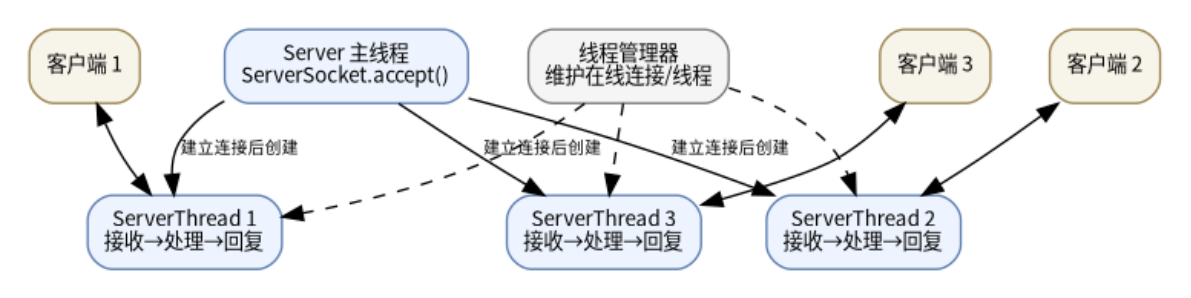 客户端 1
Server 主线程
ServerSocket.accept()
线程管理器
维护在线连接/线程
客户端 3
客户端 2
建立连接后创建
建立连接后创建
建立连接后创建
ServerThread 1
接收→处理→回复
ServerThread 3
接收→处理→回复
ServerThread 2
接收→处理→回复